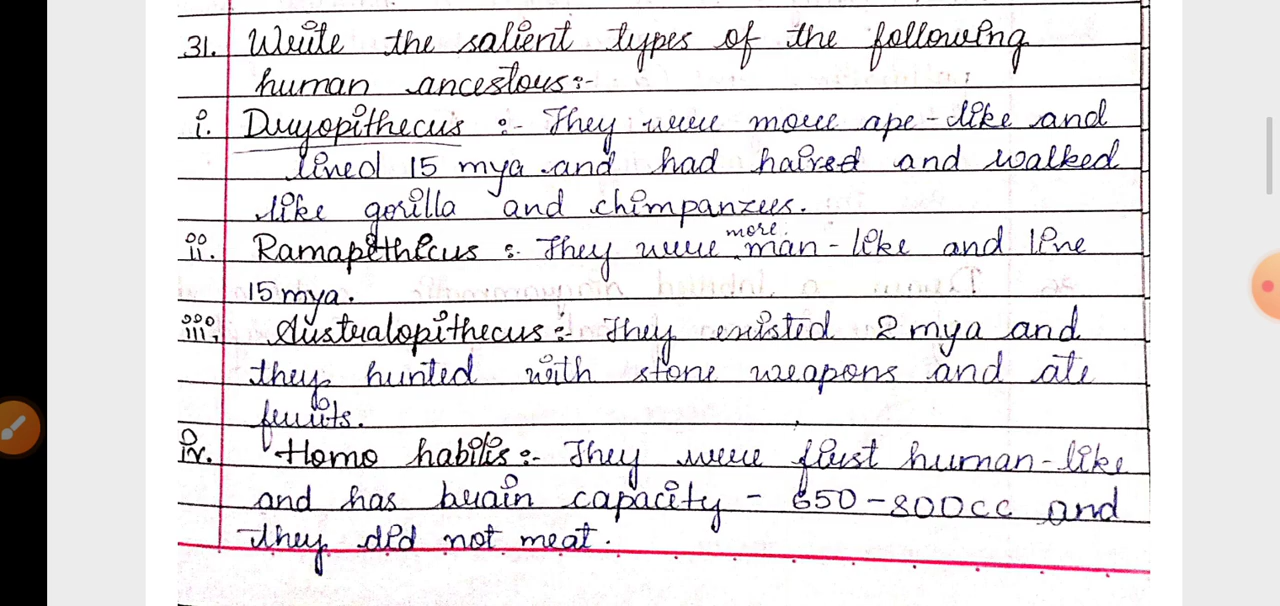 31. Write the salient types of the following
human ancestors:-
i. Dryopithecus :- They were more ape-like and
lived 15 mya and had haired and walked
like gorilla and chimpanzees.
ii. Ramapithecus :- They were more man-like and live
15 mya.
iii. Australopithecus :- They existed 2 mya and
they hunted with stone weapons and ate
fruits.
iv. Homo habilis :- They were first human-like
and has brain capacity - 650-800cc and
they did not meat.